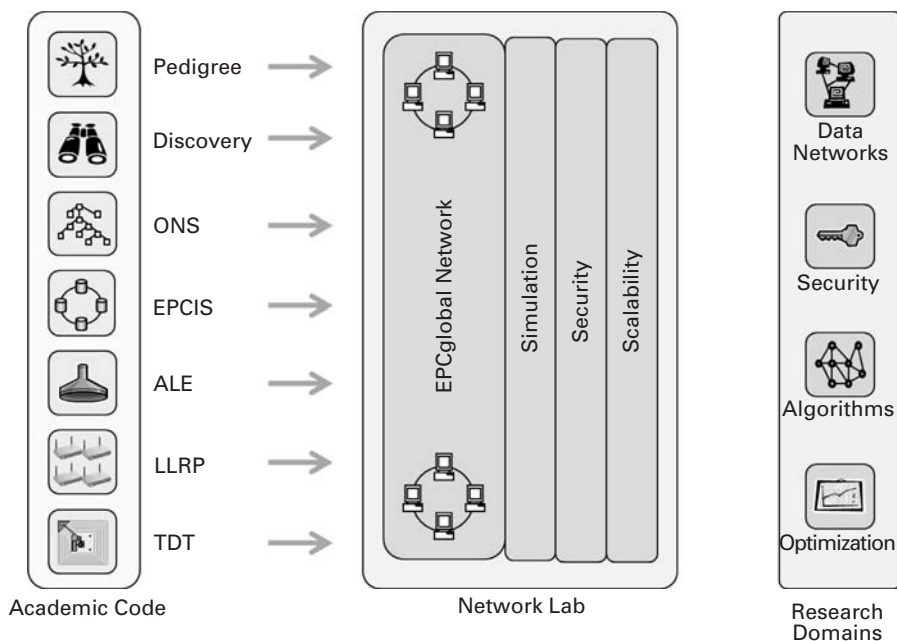 Pedigree
Discovery
ONS
EPCIS
ALE
LLRP
TDT
Academic Code
EPCglobal Network
Simulation
Security
Scalability
Network Lab
Data
Networks
Security
Algorithms
Optimization
Research
Domains